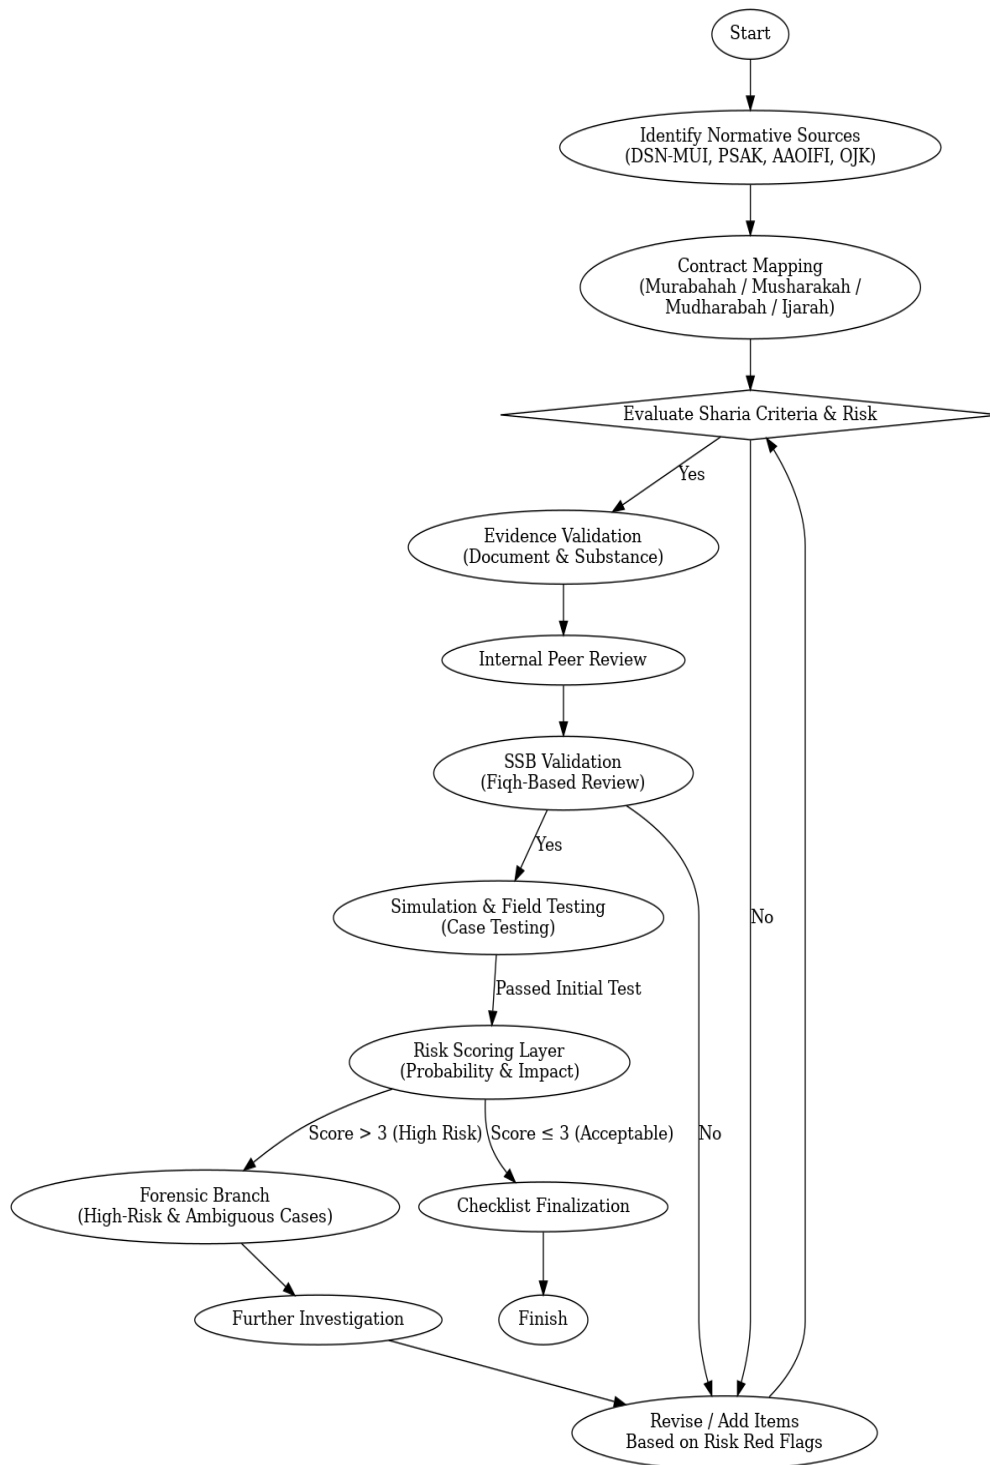 Start
Identify Normative Sources
(DSN-MUI, PSAK, AAOIFI, OJK)
Contract Mapping
(Murabahah / Musharakah /
Mudharabah / Ijarah)
Evaluate Sharia Criteria & Risk
Yes
Evidence Validation
(Document & Substance)
Internal Peer Review
SSB Validation
(Fiqh-Based Review)
Yes
Simulation & Field Testing
(Case Testing)
No
Passed Initial Test
Risk Scoring Layer
(Probability & Impact)
Score > 3 (High Risk)
Score ≤ 3 (Acceptable)
No
Forensic Branch
(High-Risk & Ambiguous Cases)
Checklist Finalization
Further Investigation
Finish
Revise / Add Items
Based on Risk Red Flags